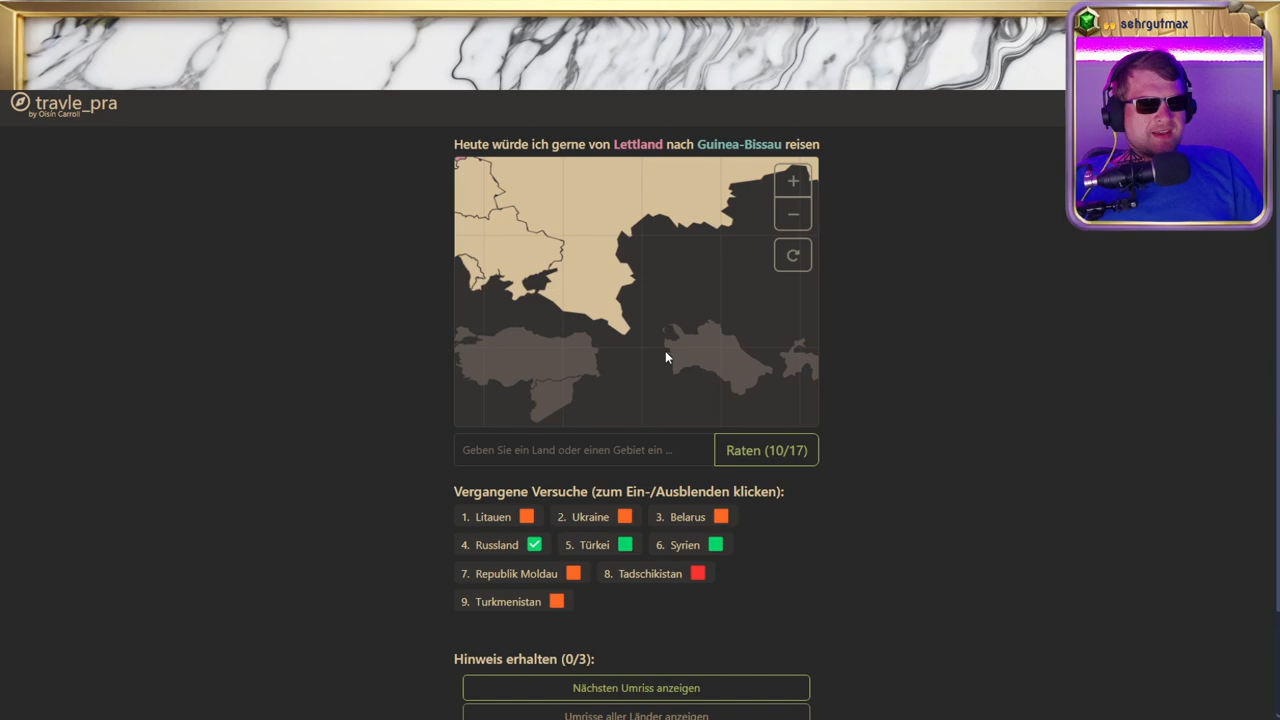 sehrgutmax
travle_pra
by Oisín Carroll
Heute würde ich gerne von Lettland nach Guinea-Bissau reisen
+
−
Geben Sie ein Land oder einen Gebiet ein ...
Raten (10/17)
Vergangene Versuche (zum Ein-/Ausblenden klicken):
1. Litauen 2. Ukraine 3. Belarus
4. Russland 5. Türkei 6. Syrien
7. Republik Moldau 8. Tadschikistan
9. Turkmenistan
Hinweis erhalten (0/3):
Nächsten Umriss anzeigen
Umrisse aller Länder anzeigen